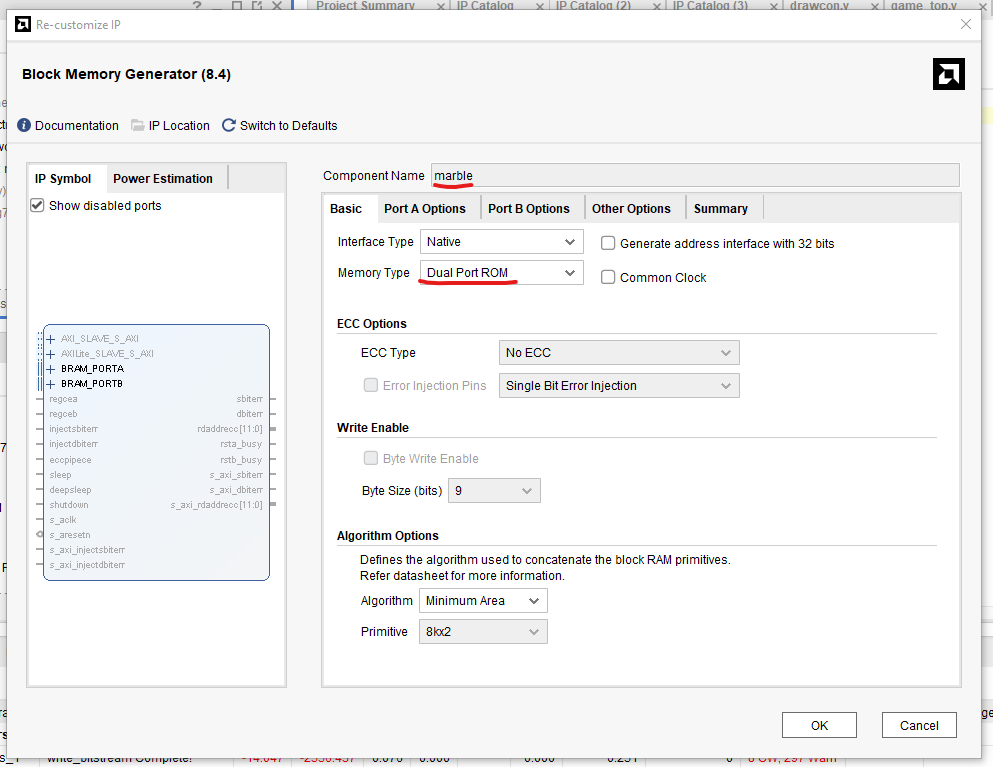 Project Summary × IP Catalog × IP Catalog (2) × IP Catalog (3) × drawcon.v × game_top.v ×
Re-customize IP
Block Memory Generator (8.4)
Documentation IP Location Switch to Defaults
IP Symbol Power Estimation
Show disabled ports
AXI_SLAVE_S_AXI
AXILite_SLAVE_S_AXI
BRAM_PORTA
BRAM_PORTB
regcea sbiterr
regceb dbiterr
injectsbiterr rdaddrecc[11:0]
injectdbiterr rsta_busy
eccpipece rstb_busy
sleep s_axi_sbiterr
deepsleep s_axi_dbiterr
shutdown s_axi_rdaddrecc[11:0]
s_aclk
s_aresetn
s_axi_injectsbiterr
s_axi_injectdbiterr
Component Name marble
Basic Port A Options Port B Options Other Options Summary
Interface Type Native Generate address interface with 32 bits
Memory Type Dual Port ROM Common Clock
ECC Options
ECC Type No ECC
Error Injection Pins Single Bit Error Injection
Write Enable
Byte Write Enable
Byte Size (bits) 9
Algorithm Options
Defines the algorithm used to concatenate the block RAM primitives.
Refer datasheet for more information.
Algorithm Minimum Area
Primitive 8kx2
OK Cancel
write_bitstream Complete!